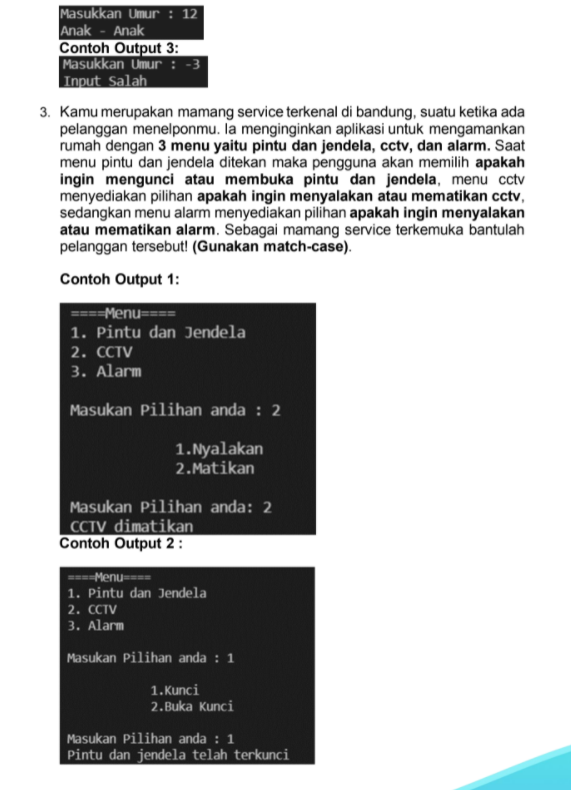 Masukkan Umur : 12
Anak - Anak
Contoh Output 3:
Masukkan Umur : -3
Input Salah
3. Kamu merupakan mamang service terkenal di bandung, suatu ketika ada
pelanggan menelponmu. Ia menginginkan aplikasi untuk mengamankan
rumah dengan 3 menu yaitu pintu dan jendela, cctv, dan alarm. Saat
menu pintu dan jendela ditekan maka pengguna akan memilih apakah
ingin mengunci atau membuka pintu dan jendela, menu cctv
menyediakan pilihan apakah ingin menyalakan atau mematikan cctv,
sedangkan menu alarm menyediakan pilihan apakah ingin menyalakan
atau mematikan alarm. Sebagai mamang service terkemuka bantulah
pelanggan tersebut! (Gunakan match-case).
Contoh Output 1:
====Menu====
1. Pintu dan Jendela
2. CCTV
3. Alarm
Masukan Pilihan anda : 2
1.Nyalakan
2.Matikan
Masukan Pilihan anda: 2
CCTV dimatikan
Contoh Output 2 :
====Menu====
1. Pintu dan Jendela
2. CCTV
3. Alarm
Masukan Pilihan anda : 1
1.Kunci
2.Buka Kunci
Masukan Pilihan anda : 1
Pintu dan jendela telah terkunci